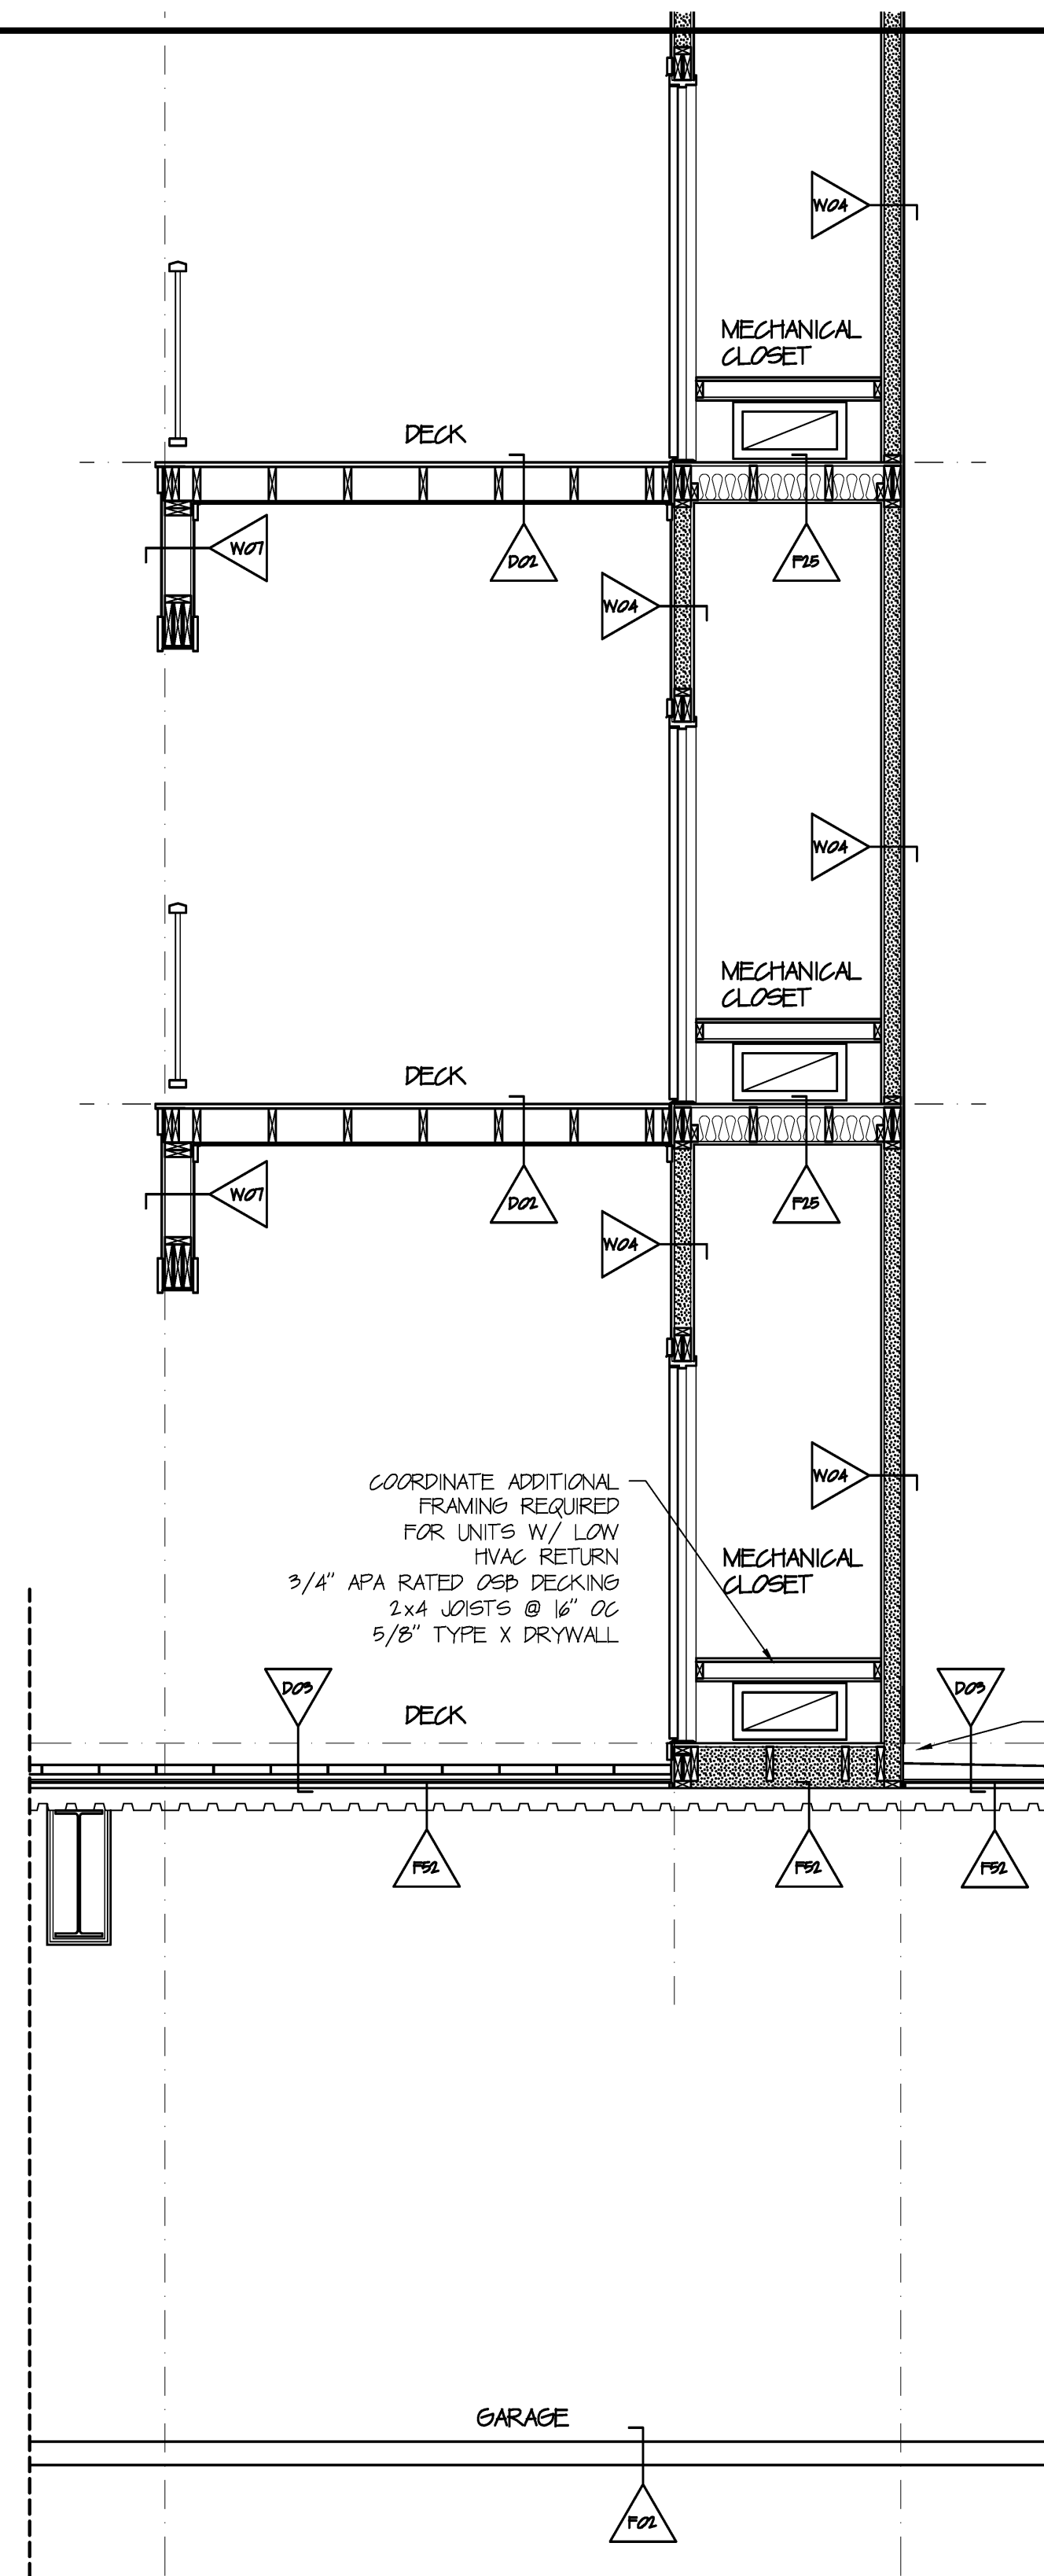 W04
MECHANICAL
CLOSET
DECK
W07
D02
F25
W04
W04
MECHANICAL
CLOSET
DECK
W07
D02
F25
W04
W04
COORDINATE ADDITIONAL
FRAMING REQUIRED
FOR UNITS W/ LOW
HVAC RETURN
3/4" APA RATED OSB DECKING
2x4 JOISTS @ 16" OC
5/8" TYPE X DRYWALL
MECHANICAL
CLOSET
D03
D03
DECK
F52
F52
F52
GARAGE
F02